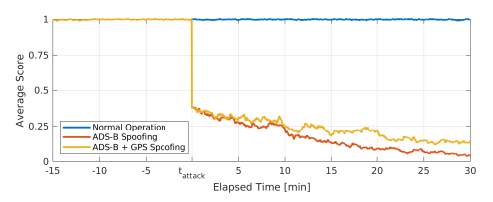 1
0.75
0.5
0.25
0
Average Score
Normal Operation
ADS-B Spoofing
ADS-B + GPS Spoofing
-15 -10 -5 tattack 5 10 15 20 25 30
Elapsed Time [min]